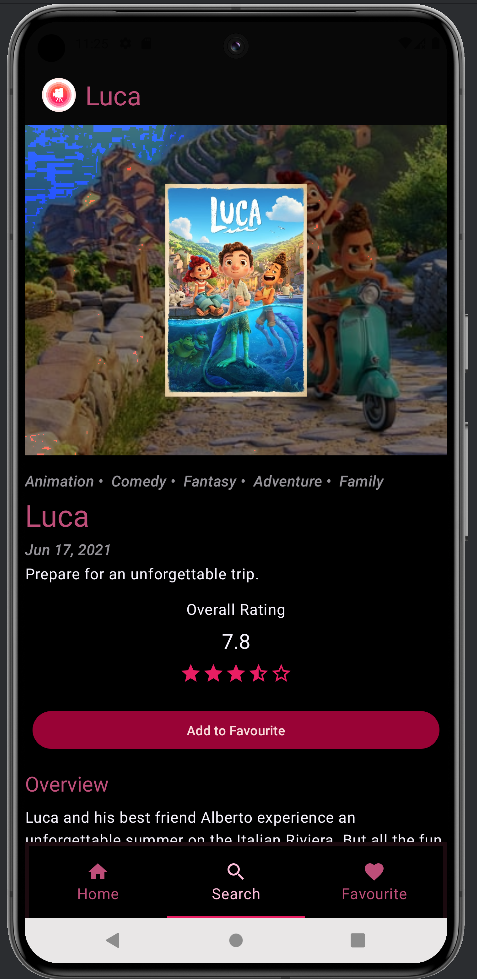 Luca
LUCA
Animation • Comedy • Fantasy • Adventure • Family
Luca
Jun 17, 2021
Prepare for an unforgettable trip.
Overall Rating
7.8
Add to Favourite
Overview
Luca and his best friend Alberto experience an
unforgettable summer on the Italian Riviera. But all the fun
Home
Search
Favourite